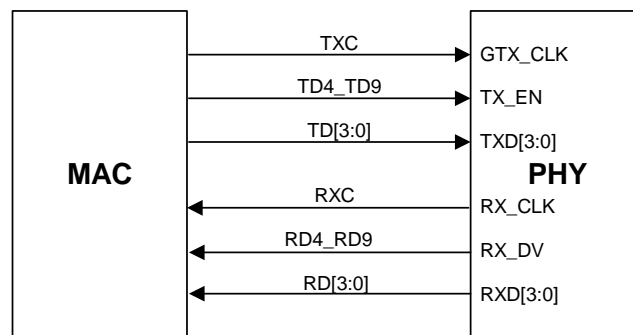 TXC
GTX_CLK
TD4_TD9
TX_EN
TD[3:0]
TXD[3:0]
MAC
PHY
RXC
RX_CLK
RD4_RD9
RX_DV
RD[3:0]
RXD[3:0]